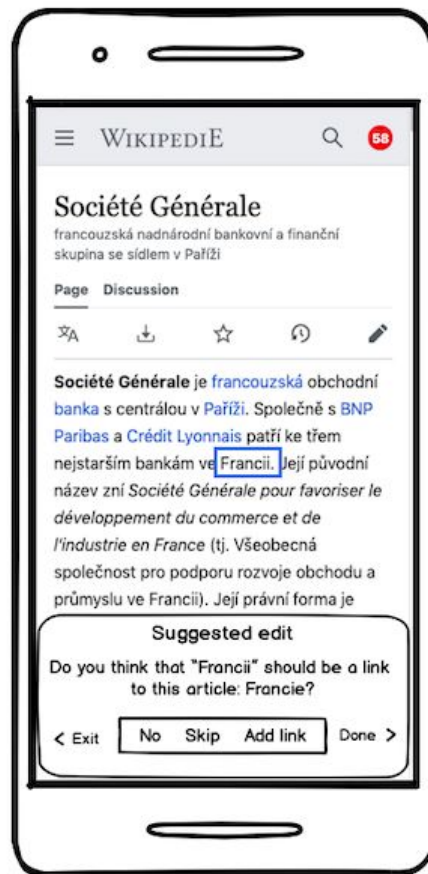 WIKIPEDIE
58
Société Générale
francouzská nadnárodní bankovní a finanční
skupina se sídlem v Paříži
Page Discussion
Société Générale je francouzská obchodní
banka s centrálou v Paříži. Společně s BNP
Paribas a Crédit Lyonnais patří ke třem
nejstarším bankám ve Francii. Její původní
název zní Société Générale pour favoriser le
développement du commerce et de
l'industrie en France (tj. Všeobecná
společnost pro podporu rozvoje obchodu a
průmyslu ve Francii). Její právní forma je
Suggested edit
Do you think that "Francii" should be a link
to this article: Francie?
< Exit No Skip Add link Done >